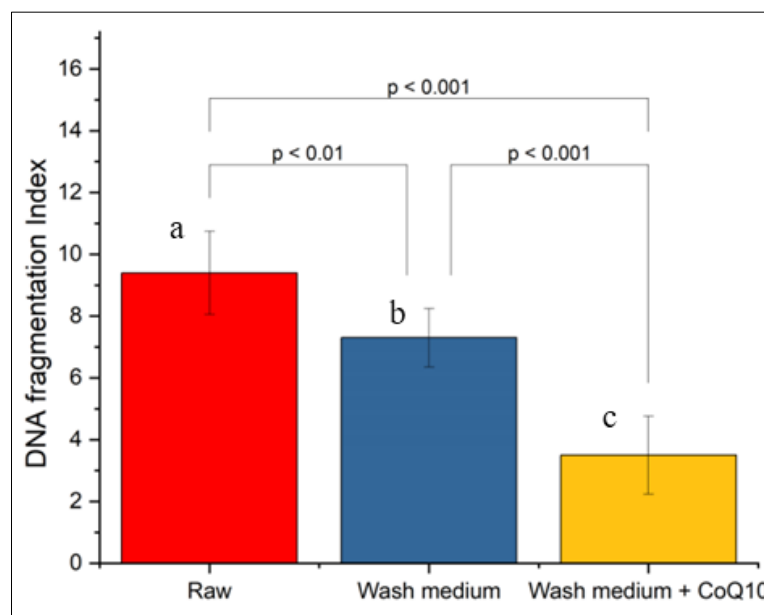 16
14
12
10
8
6
4
2
0
DNA fragmentation Index
p < 0.001
p < 0.01
p < 0.001
a
b
c
Raw
Wash medium
Wash medium + CoQ10